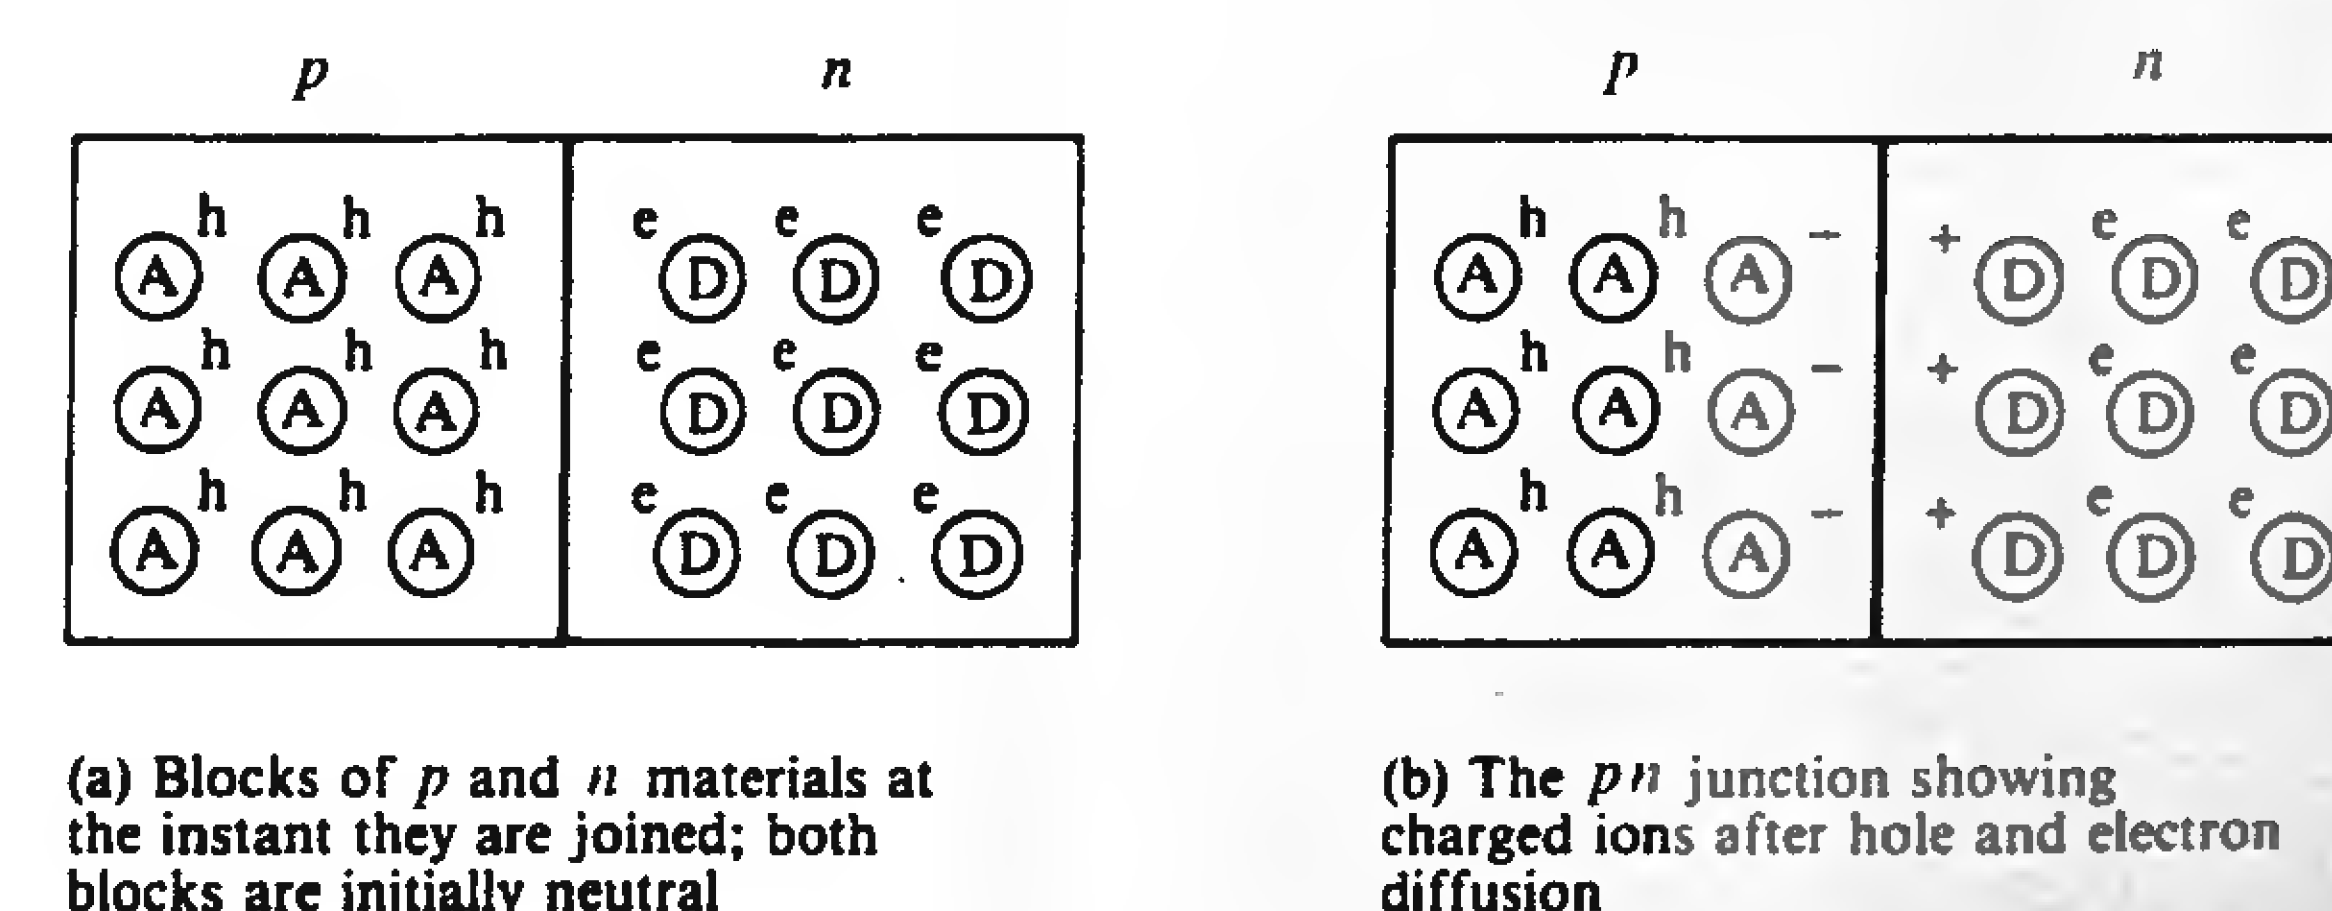 p n
h h h e e e
A A A D D D
h h h e e e
A A A D D D
h h h e e e
A A A D D D
(a) Blocks of p and n materials at
the instant they are joined; both
blocks are initially neutral
p n
h h - + e e
A A A D D D
h h - + e e
A A A D D D
h h - + e e
A A A D D D
(b) The pn junction showing
charged ions after hole and electron
diffusion